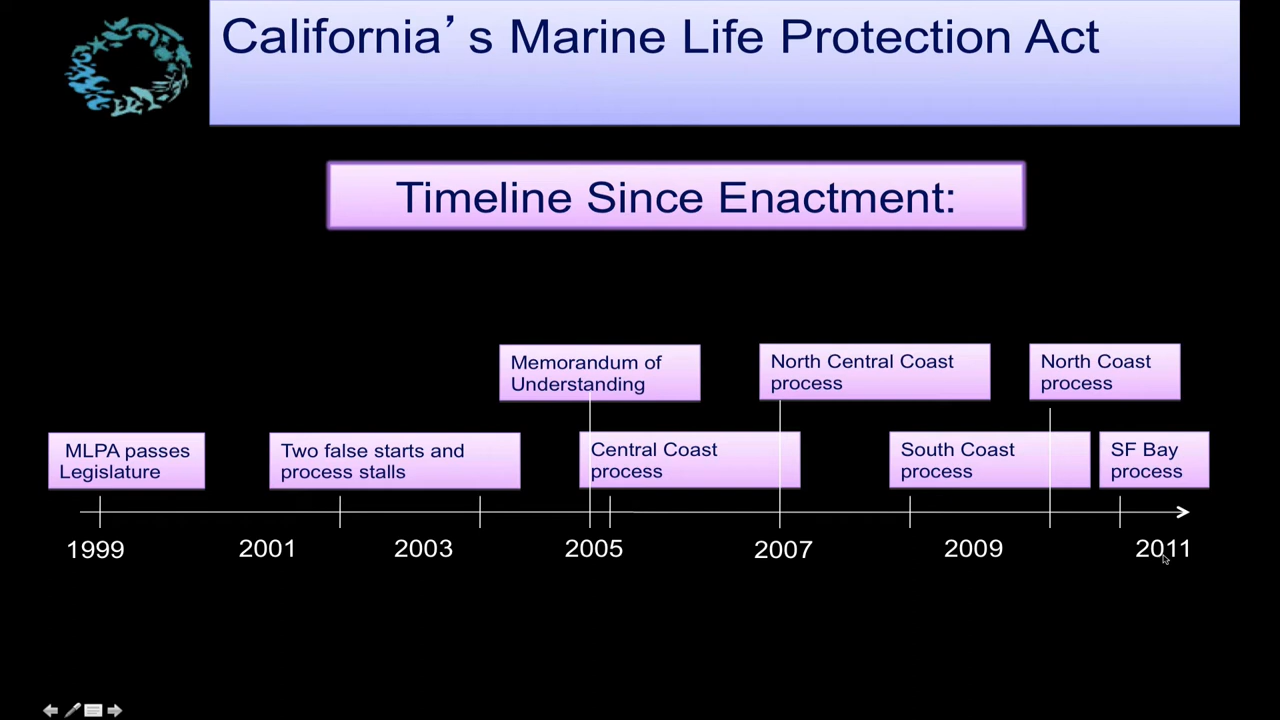 California’s Marine Life Protection Act
Timeline Since Enactment:
Memorandum of
Understanding
North Central Coast
process
North Coast
process
MLPA passes
Legislature
Two false starts and
process stalls
Central Coast
process
South Coast
process
SF Bay
process
1999 2001 2003 2005 2007 2009 2011